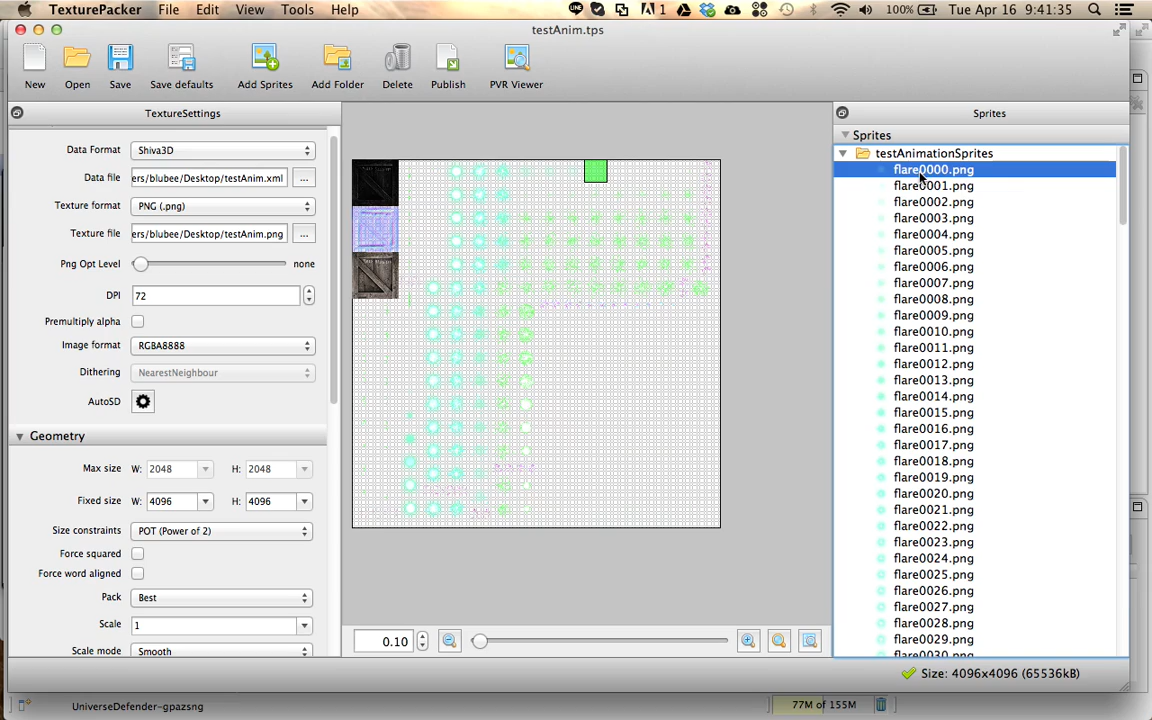 TexturePacker File Edit View Tools Help 1 100% Tue Apr 16 9:41:35
testAnim.tps
New Open Save Save defaults Add Sprites Add Folder Delete Publish PVR Viewer
TextureSettings
Sprites
Data Format Shiva3D
Data file ers/blubee/Desktop/testAnim.xml ...
Texture format PNG (.png)
Texture file ers/blubee/Desktop/testAnim.png ...
Png Opt Level none
DPI 72
Premultiply alpha
Image format RGBA8888
Dithering NearestNeighbour
AutoSD
Geometry
Max size W: 2048 H: 2048
Fixed size W: 4096 H: 4096
Size constraints POT (Power of 2)
Force squared
Force word aligned
Pack Best
Scale 1
Scale mode Smooth
0.10
Sprites
testAnimationSprites
flare0000.png
flare0001.png
flare0002.png
flare0003.png
flare0004.png
flare0005.png
flare0006.png
flare0007.png
flare0008.png
flare0009.png
flare0010.png
flare0011.png
flare0012.png
flare0013.png
flare0014.png
flare0015.png
flare0016.png
flare0017.png
flare0018.png
flare0019.png
flare0020.png
flare0021.png
flare0022.png
flare0023.png
flare0024.png
flare0025.png
flare0026.png
flare0027.png
flare0028.png
flare0029.png
flare0030.png
Size: 4096x4096 (65536kB)
UniverseDefender-gpazsng 77M of 155M